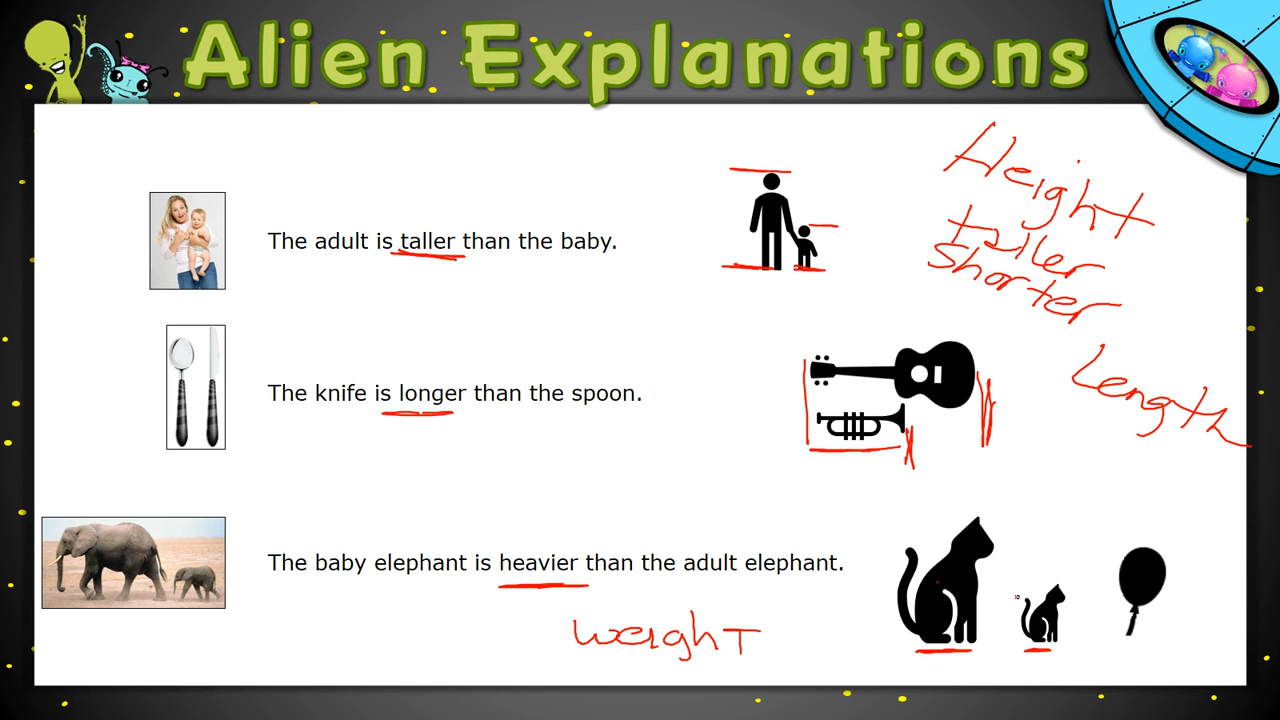 Alien Explanations
Height
taller
shorter
The adult is taller than the baby.
Length
The knife is longer than the spoon.
The baby elephant is heavier than the adult elephant.
weight